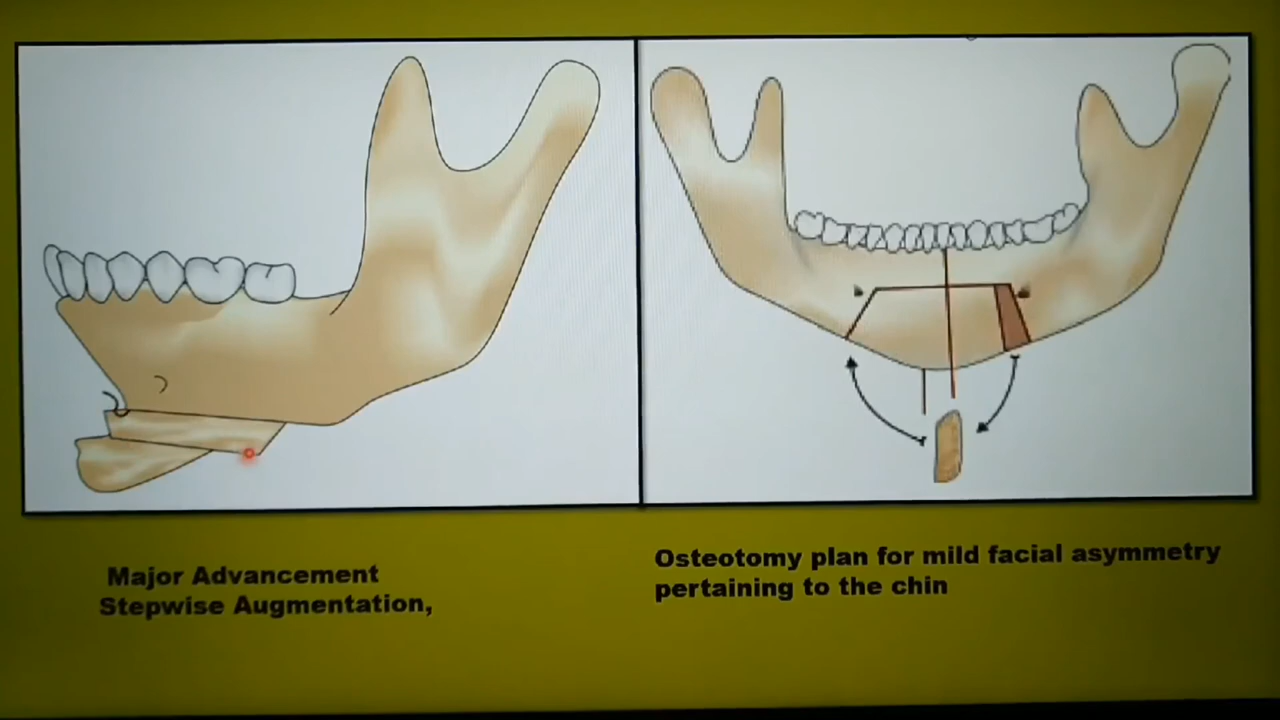 Major Advancement
Stepwise Augmentation,
Osteotomy plan for mild facial asymmetry
pertaining to the chin